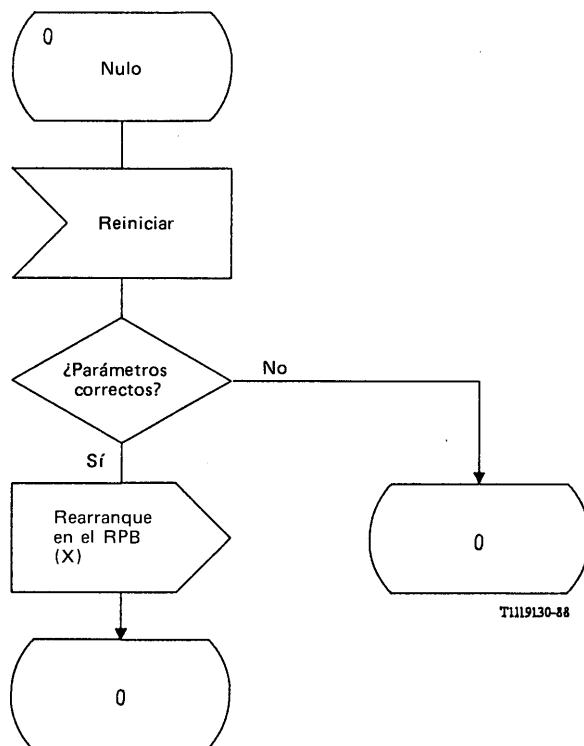 0
Nulo
Reiniciar
¿Parámetros
correctos?
No
Sí
Rearranque
en el RPB
(X)
0
T1119130-88
0